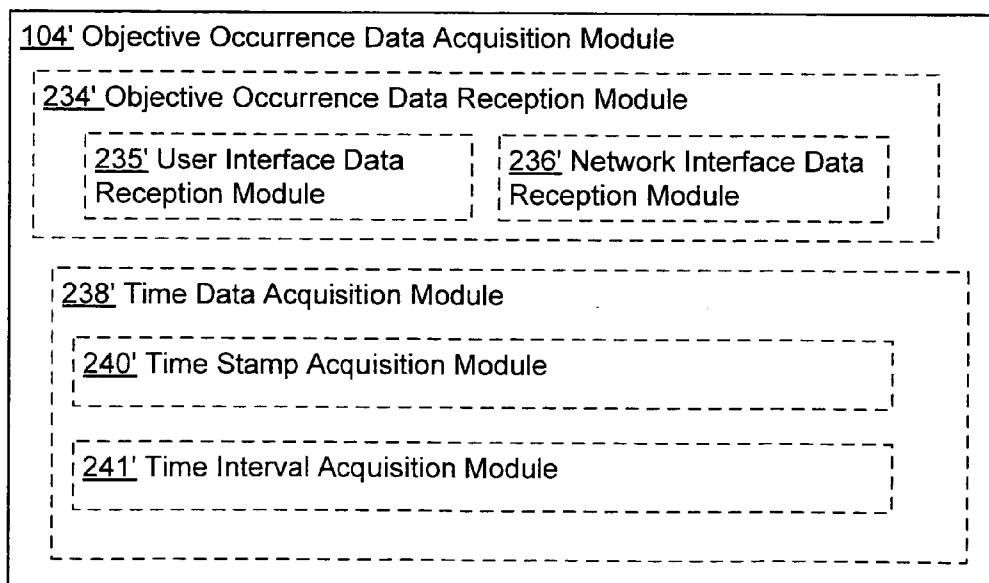 104' Objective Occurrence Data Acquisition Module
234' Objective Occurrence Data Reception Module
235' User Interface Data
Reception Module
236' Network Interface Data
Reception Module
238' Time Data Acquisition Module
240' Time Stamp Acquisition Module
241' Time Interval Acquisition Module